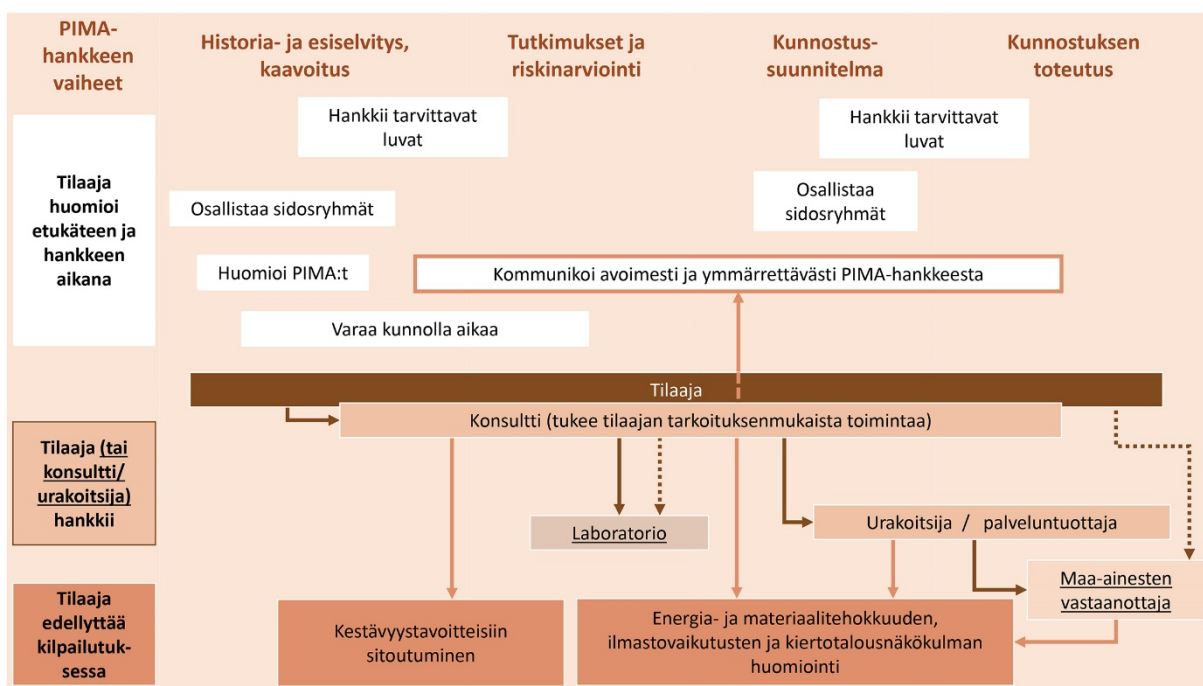 PIMA-
hankkeen
vaiheet
Historia- ja esiselvitys,
kaavoitus
Tutkimukset ja
riskinarviointi
Kunnostus-
suunnitelma
Kunnostuksen
toteutus
Tilaaja
huomioi
etukäteen ja
hankkeen
aikana
Hankkii tarvittavat
luvat
Hankkii tarvittavat
luvat
Osallistaa sidosryhmät
Osallistaa
sidosryhmät
Huomioi PIMA:t
Kommunikoi avoimesti ja ymmärrettävästi PIMA-hankkeesta
Varaa kunnolla aikaa
Tilaaja
Konsultti (tukee tilaajan tarkoituksenmukaista toimintaa)
Tilaaja (tai
konsultti/
urakoitsija)
hankkii
Laboratorio
Urakoitsija / palveluntuottaja
Maa-ainesten
vastaanottaja
Tilaaja
edellyttää
kilpailutuk-
sessa
Kestävyystavoitteisiin
sitoutuminen
Energia- ja materiaalitehokkuuden,
ilmastovaikutusten ja kiertotalousnäkökulman
huomiointi